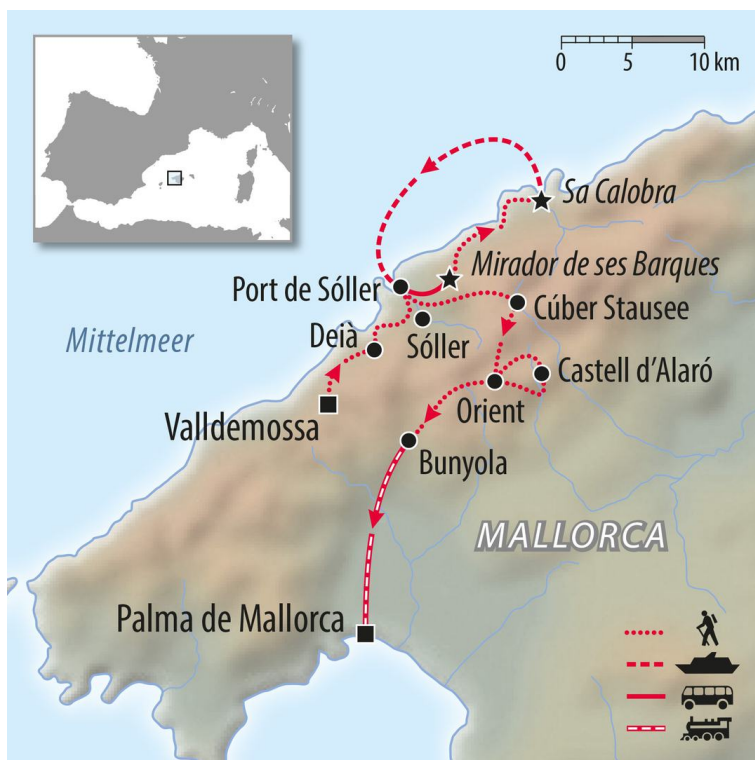 0 5 10 km
Sa Calobra
Mirador de ses Barques
Port de Sóller
Cúber Stausee
Mittelmeer
Deià
Sóller
Castell d’Alaró
Valldemossa
Orient
Bunyola
MALLORCA
Palma de Mallorca